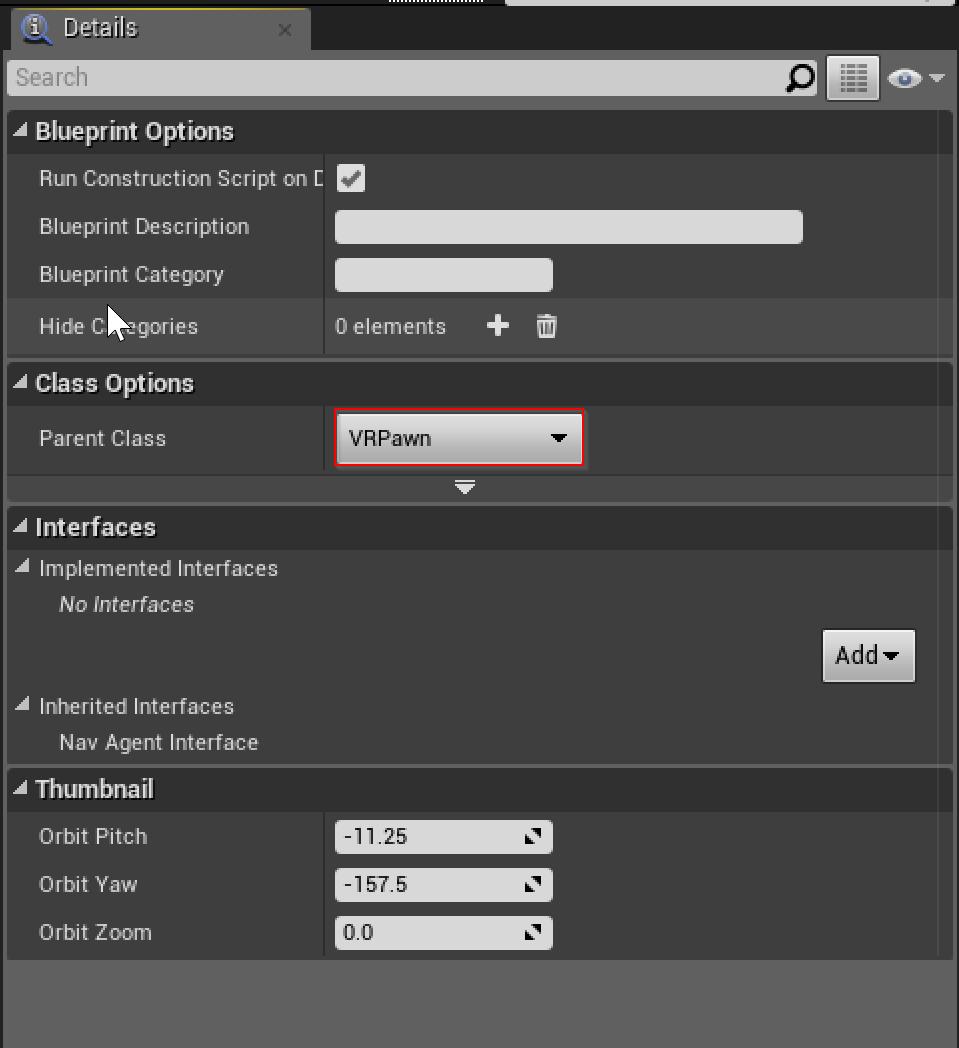 Details
Search
Blueprint Options
Run Construction Script on D
Blueprint Description
Blueprint Category
Hide Categories 0 elements
Class Options
Parent Class VRPawn
Interfaces
Implemented Interfaces
No Interfaces
Add
Inherited Interfaces
Nav Agent Interface
Thumbnail
Orbit Pitch -11.25
Orbit Yaw -157.5
Orbit Zoom 0.0